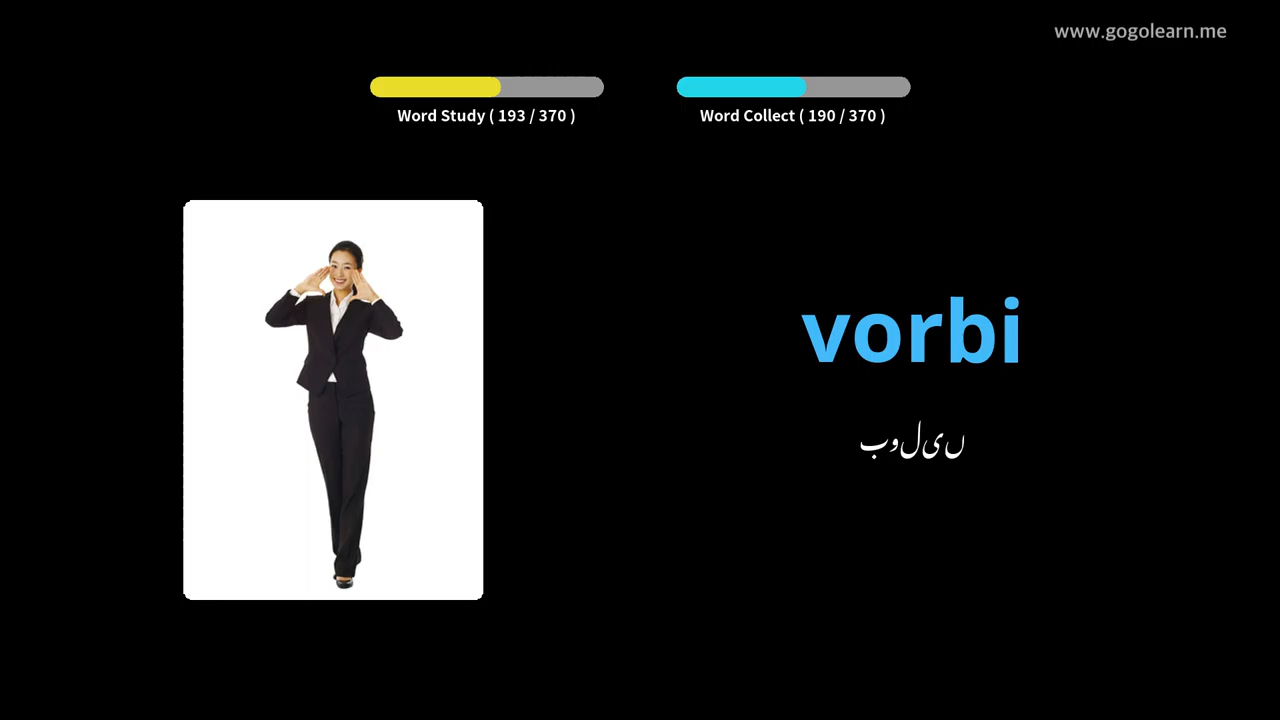 www.gogolearn.me
Word Study ( 193 / 370 )
Word Collect ( 190 / 370 )
vorbi
بولیں